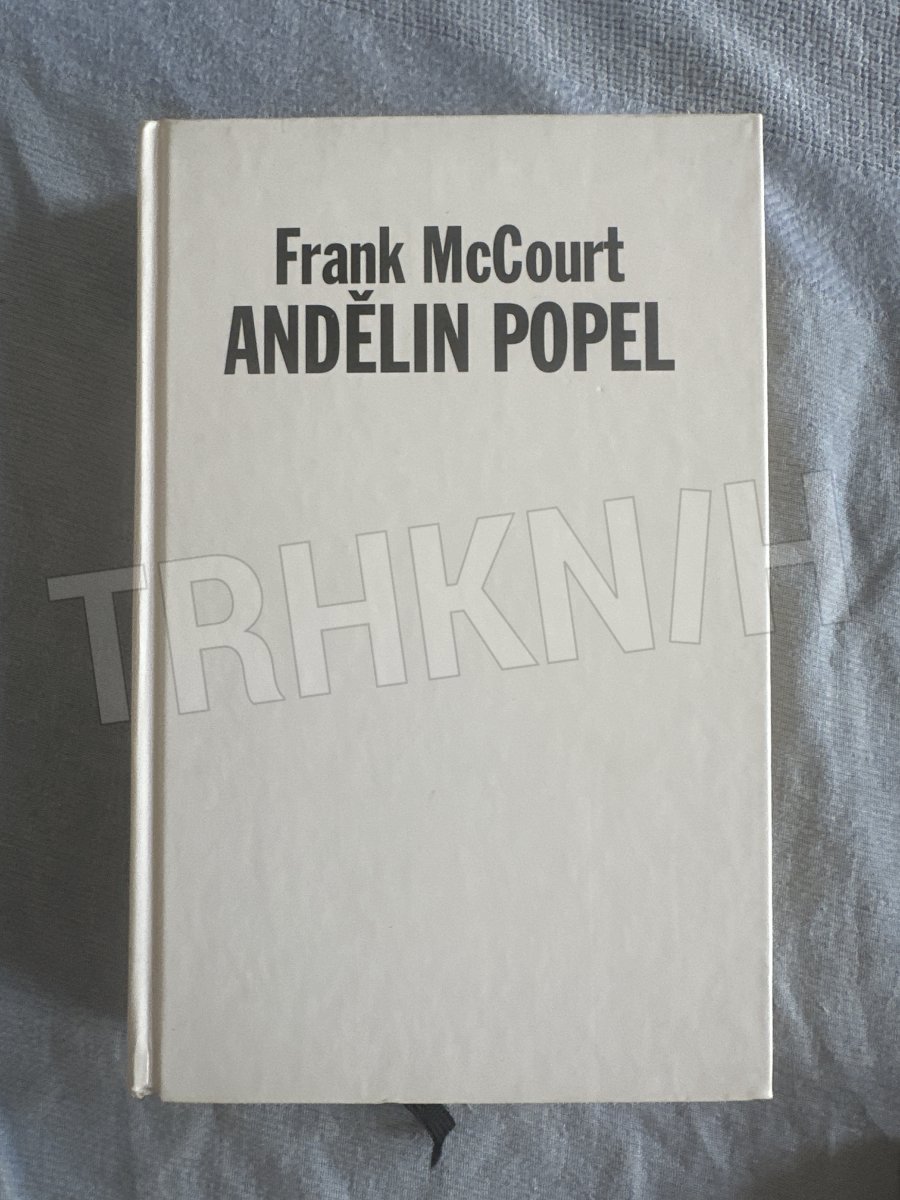 Frank McCourt
ANDĚLIN POPEL
TRHKNIH